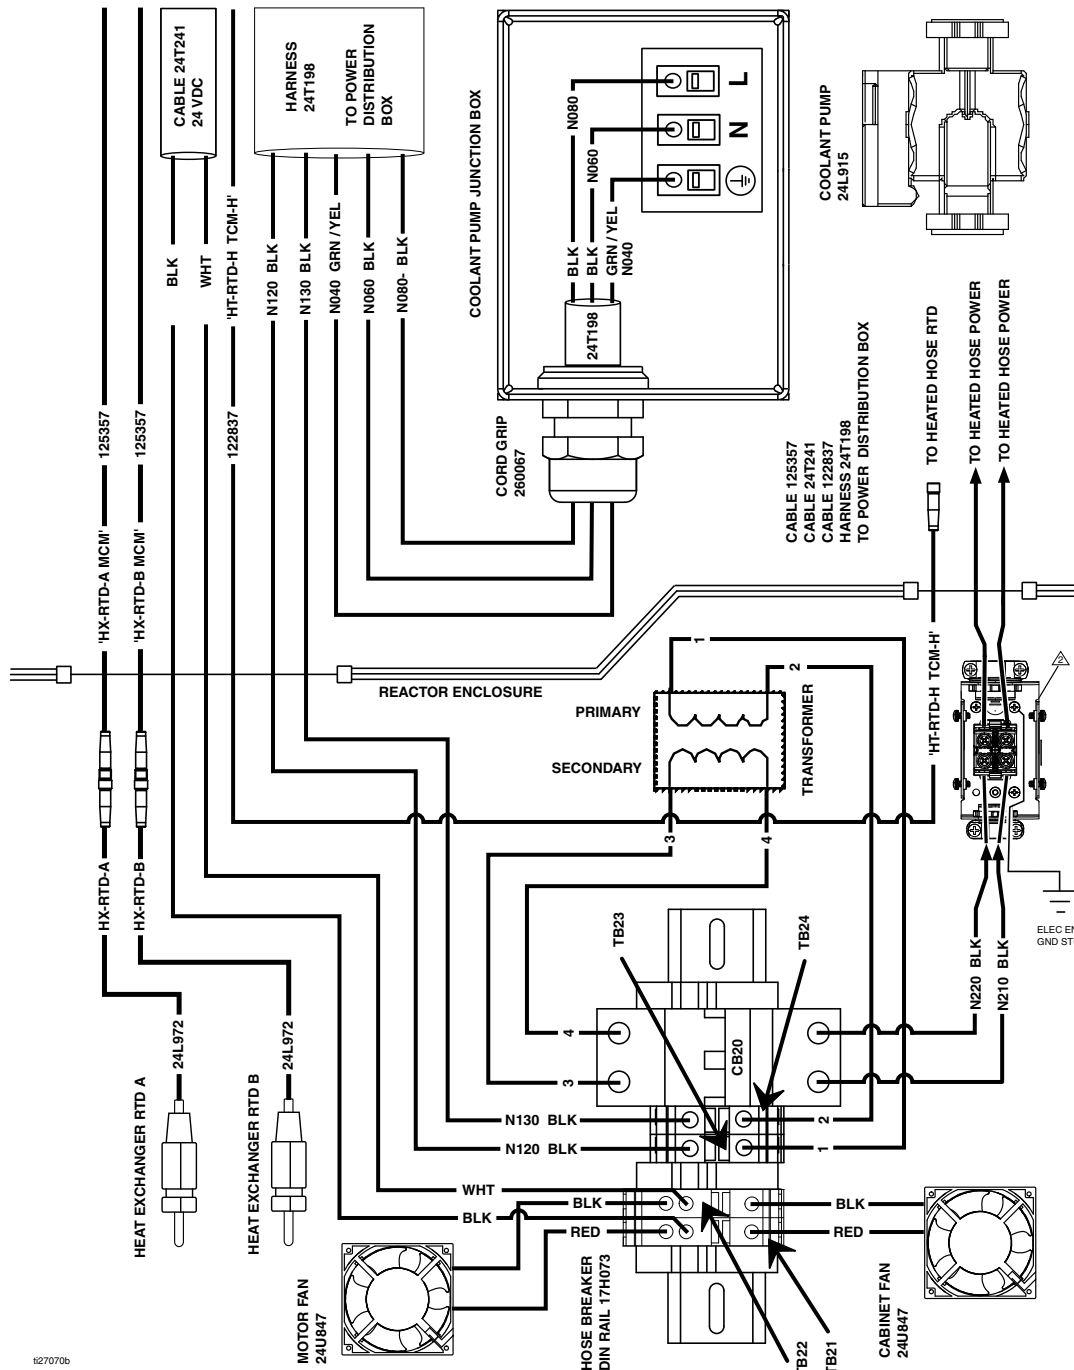 CABLE 24T241
24 VDC
HARNESS
24T198
TO POWER
DISTRIBUTION
BOX
COOLANT PUMP JUNCTION BOX
N080
N060
L
N
BLK
BLK
GRN / YEL
N040
24T198
COOLANT PUMP
24L915
BLK
WHT
'HT-RTD-H TCM-H'
N120 BLK
N130 BLK
N040 GRN / YEL
N060 BLK
N080- BLK
125357
125357
122837
CORD GRIP
260067
CABLE 125357
CABLE 24T241
CABLE 122837
HARNESS 24T198
TO POWER DISTRIBUTION BOX
TO HEATED HOSE RTD
TO HEATED HOSE POWER
TO HEATED HOSE POWER
'HX-RTD-A MCM'
'HX-RTD-B MCM'
REACTOR ENCLOSURE
1
2
PRIMARY
SECONDARY
TRANSFORMER
3
4
'HT-RTD-H TCM-H'
2
HX-RTD-A
HX-RTD-B
TB23
TB24
N220 BLK
N210 BLK
ELEC EN
GND ST
24L972
24L972
4
3
CB20
N130 BLK
N120 BLK
2
1
HEAT EXCHANGER RTD A
HEAT EXCHANGER RTD B
WHT
BLK
BLK
RED
BLK
RED
MOTOR FAN
24U847
HOSE BREAKER
DIN RAIL 17H073
TB22
TB21
CABINET FAN
24U847
ti27070b